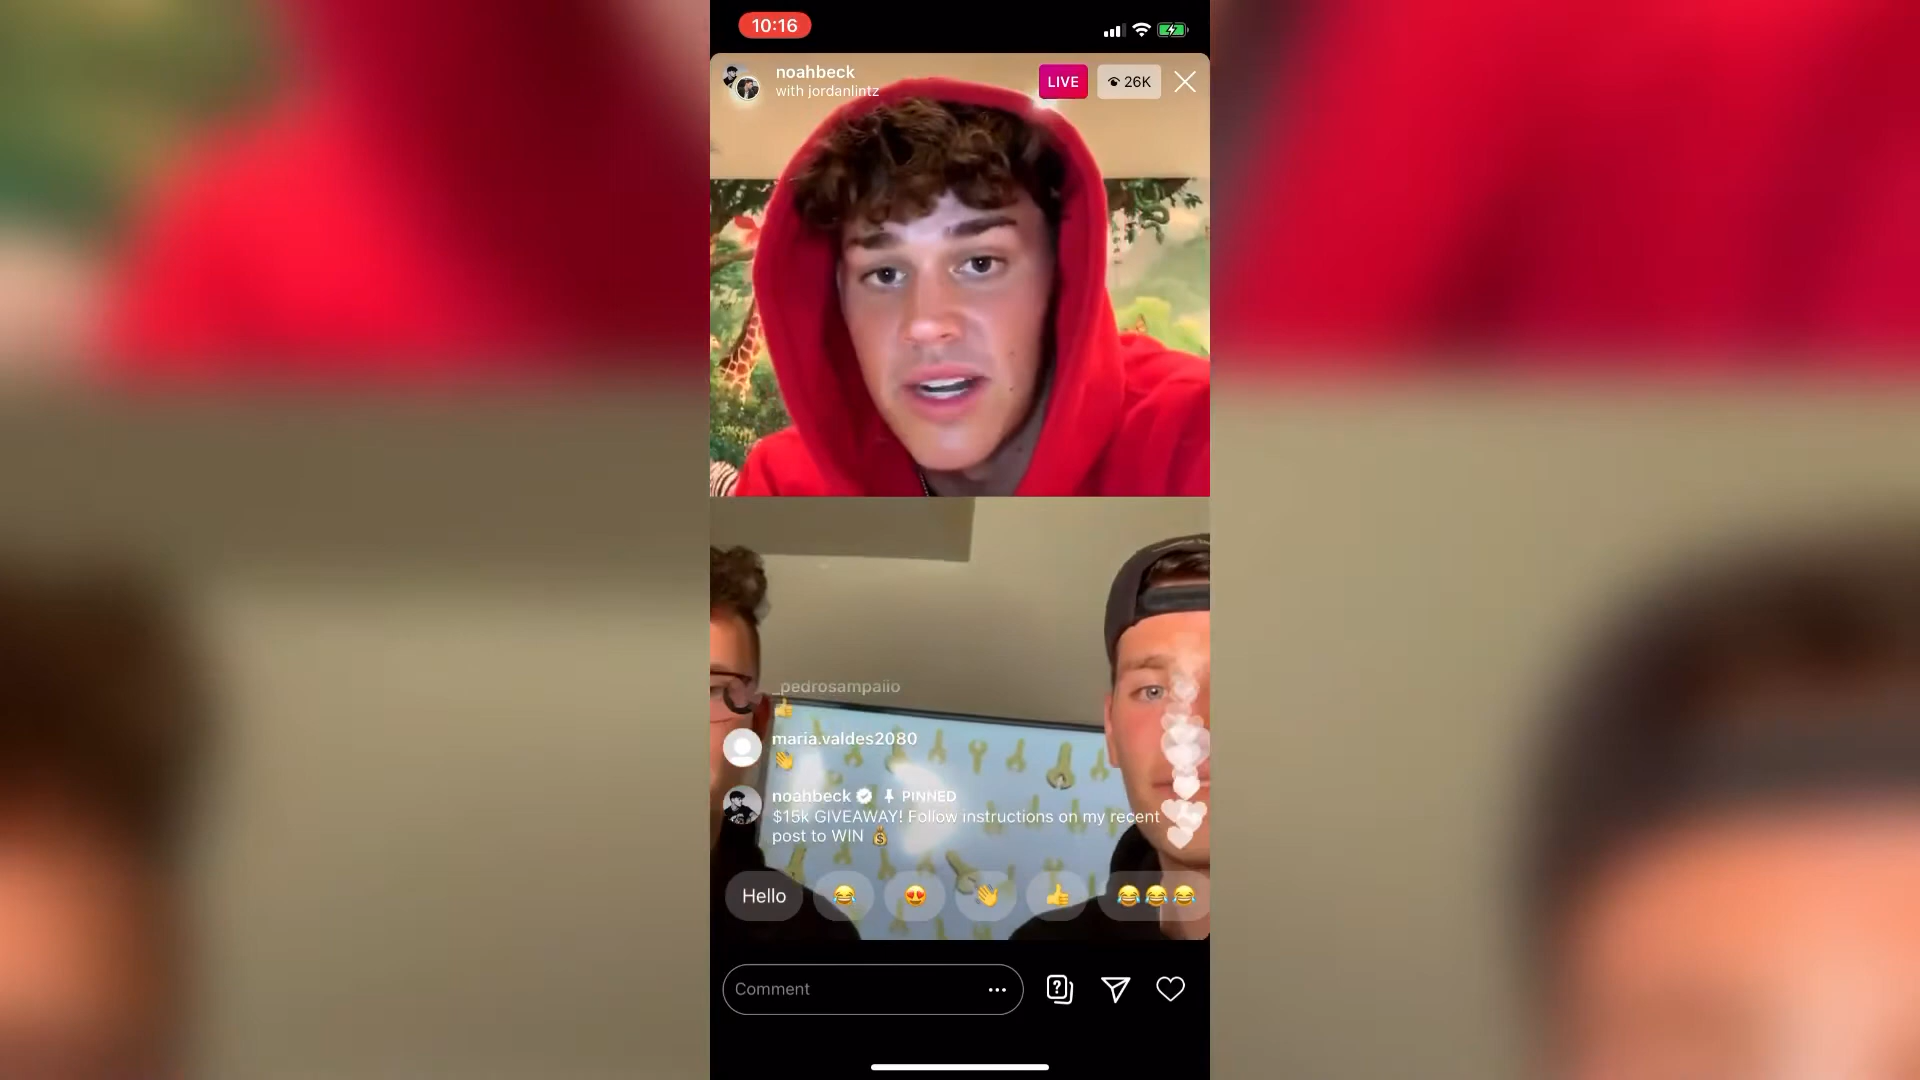 10:16
noahbeck
with jordanlintz
LIVE
26K
_pedrosampaiio
maria.valdes2080
noahbeck PINNED
$15k GIVEAWAY! Follow instructions on my recent
post to WIN 💰
Hello
Comment